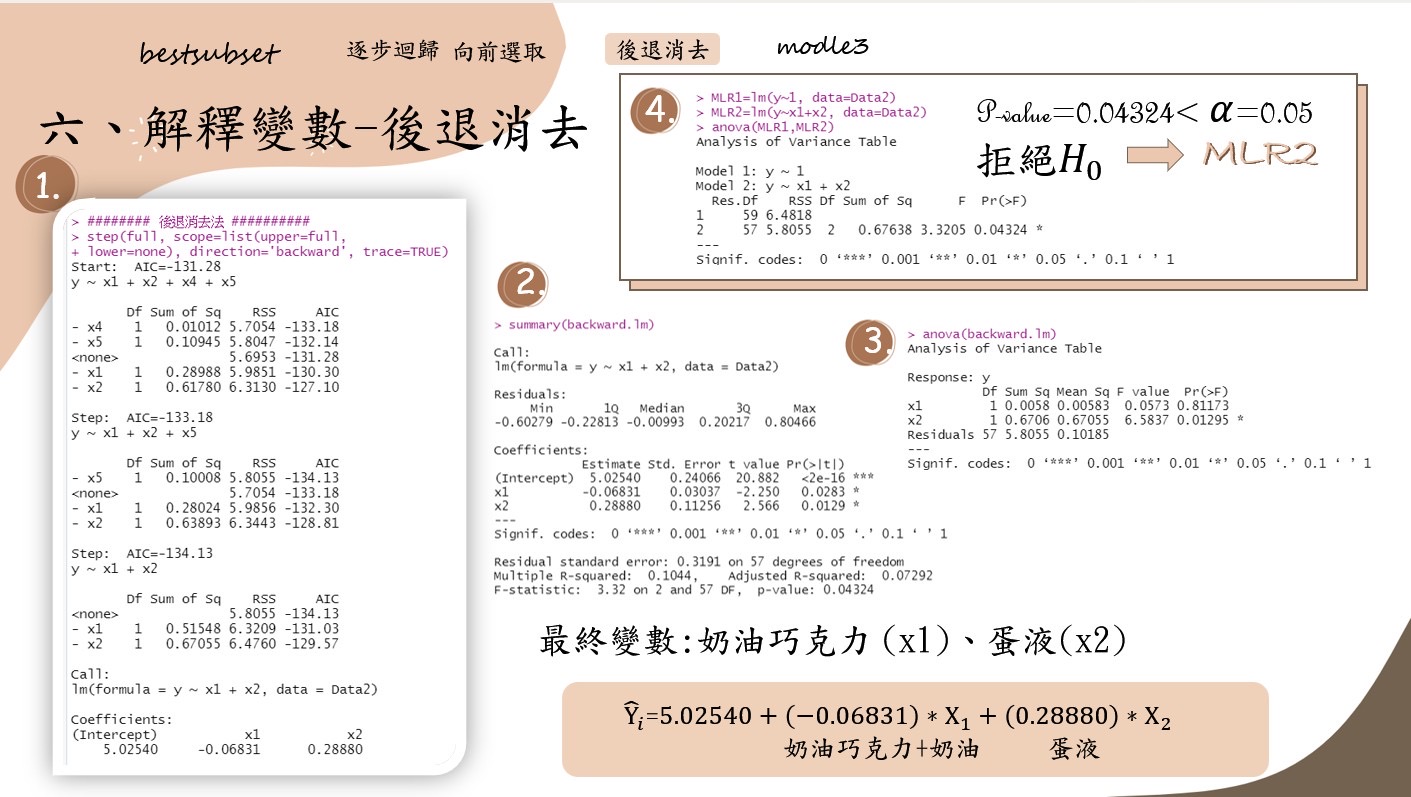 bestsubset 逐步迴歸 向前選取 後退消去 modle3
六、解釋變數-後退消去
1.
> ######## 後退消去法 ##########
> step(full, scope=list(upper=full,
+ lower=none), direction='backward', trace=TRUE)
Start:  AIC=-131.28
y ~ x1 + x2 + x4 + x5
Df Sum of Sq    RSS     AIC
- x4    1   0.01012 5.7054 -133.18
- x5    1   0.10945 5.8047 -132.14
<none>              5.6953 -131.28
- x1    1   0.28988 5.9851 -130.30
- x2    1   0.61780 6.3130 -127.10
Step:  AIC=-133.18
y ~ x1 + x2 + x5
Df Sum of Sq    RSS     AIC
- x5    1   0.10008 5.8055 -134.13
<none>              5.7054 -133.18
- x1    1   0.28024 5.9856 -132.30
- x2    1   0.63893 6.3443 -128.81
Step:  AIC=-134.13
y ~ x1 + x2
Df Sum of Sq    RSS     AIC
<none>              5.8055 -134.13
- x1    1   0.51548 6.3209 -131.03
- x2    1   0.67055 6.4760 -129.57
Call:
lm(formula = y ~ x1 + x2, data = Data2)
Coefficients:
(Intercept)           x1           x2
5.02540     -0.06831      0.28880
4.
> MLR1=lm(y~1, data=Data2)
> MLR2=lm(y~x1+x2, data=Data2)
> anova(MLR1,MLR2)
Analysis of Variance Table
Model 1: y ~ 1
Model 2: y ~ x1 + x2
Res.Df    RSS Df Sum of Sq      F  Pr(>F)
1     59 6.4818
2     57 5.8055  2   0.67638 3.3205 0.04324 *
---
Signif. codes:  0 ‘***’ 0.001 ‘**’ 0.01 ‘*’ 0.05 ‘.’ 0.1 ‘ ’ 1
P-value=0.04324< α=0.05
拒絕H₀ MLR2
2.
> summary(backward.lm)
Call:
lm(formula = y ~ x1 + x2, data = Data2)
Residuals:
Min       1Q   Median       3Q      Max
-0.60279 -0.22813 -0.00993  0.20217  0.80466
Coefficients:
Estimate Std. Error t value Pr(>|t|)
(Intercept)  5.02540    0.24066  20.882   <2e-16 ***
x1          -0.06831    0.03037  -2.250   0.0283 *
x2           0.28880    0.11256   2.566   0.0129 *
---
Signif. codes:  0 ‘***’ 0.001 ‘**’ 0.01 ‘*’ 0.05 ‘.’ 0.1 ‘ ’ 1
Residual standard error: 0.3191 on 57 degrees of freedom
Multiple R-squared:  0.1044,    Adjusted R-squared:  0.07292
F-statistic:  3.32 on 2 and 57 DF,  p-value: 0.04324
3.
> anova(backward.lm)
Analysis of Variance Table
Response: y
Df Sum Sq Mean Sq F value  Pr(>F)
x1         1 0.0058 0.00583  0.0573 0.81173
x2         1 0.6706 0.67055  6.5837 0.01295 *
Residuals 57 5.8055 0.10185
---
Signif. codes:  0 ‘***’ 0.001 ‘**’ 0.01 ‘*’ 0.05 ‘.’ 0.1 ‘ ’ 1
最終變數:奶油巧克力(x1)、蛋液(x2)
Ŷᵢ=5.02540 + (−0.06831) ∗ X₁ + (0.28880) ∗ X₂
奶油巧克力+奶油 蛋液